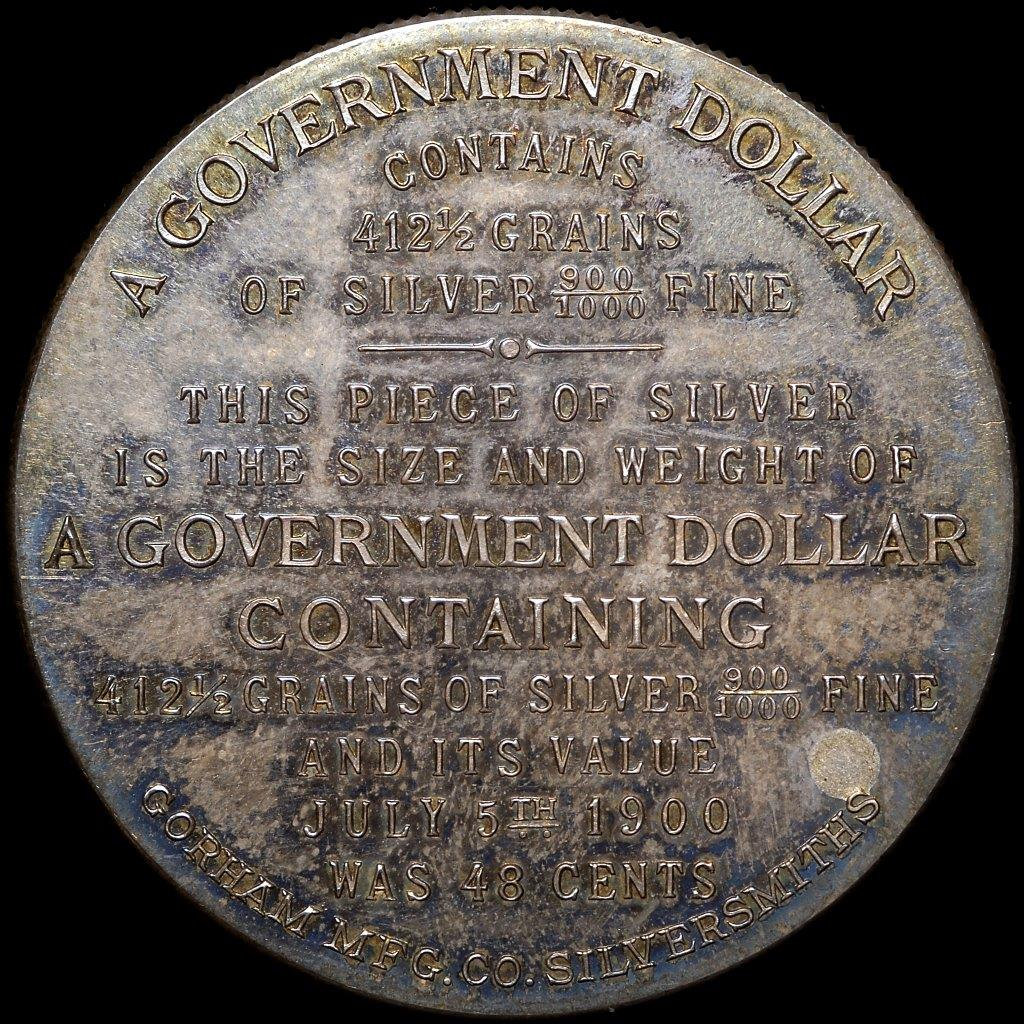 A GOVERNMENT DOLLAR
CONTAINS
412½ GRAINS
OF SILVER 900/1000 FINE
THIS PIECE OF SILVER
IS THE SIZE AND WEIGHT OF
A GOVERNMENT DOLLAR
CONTAINING
412½ GRAINS OF SILVER 900/1000 FINE
AND ITS VALUE
JULY 5TH 1900
WAS 48 CENTS
GORHAM MFG. CO. SILVERSMITHS